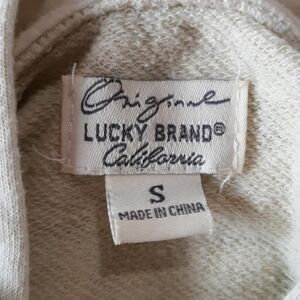 Original
LUCKY BRAND®
California
S
MADE IN CHINA